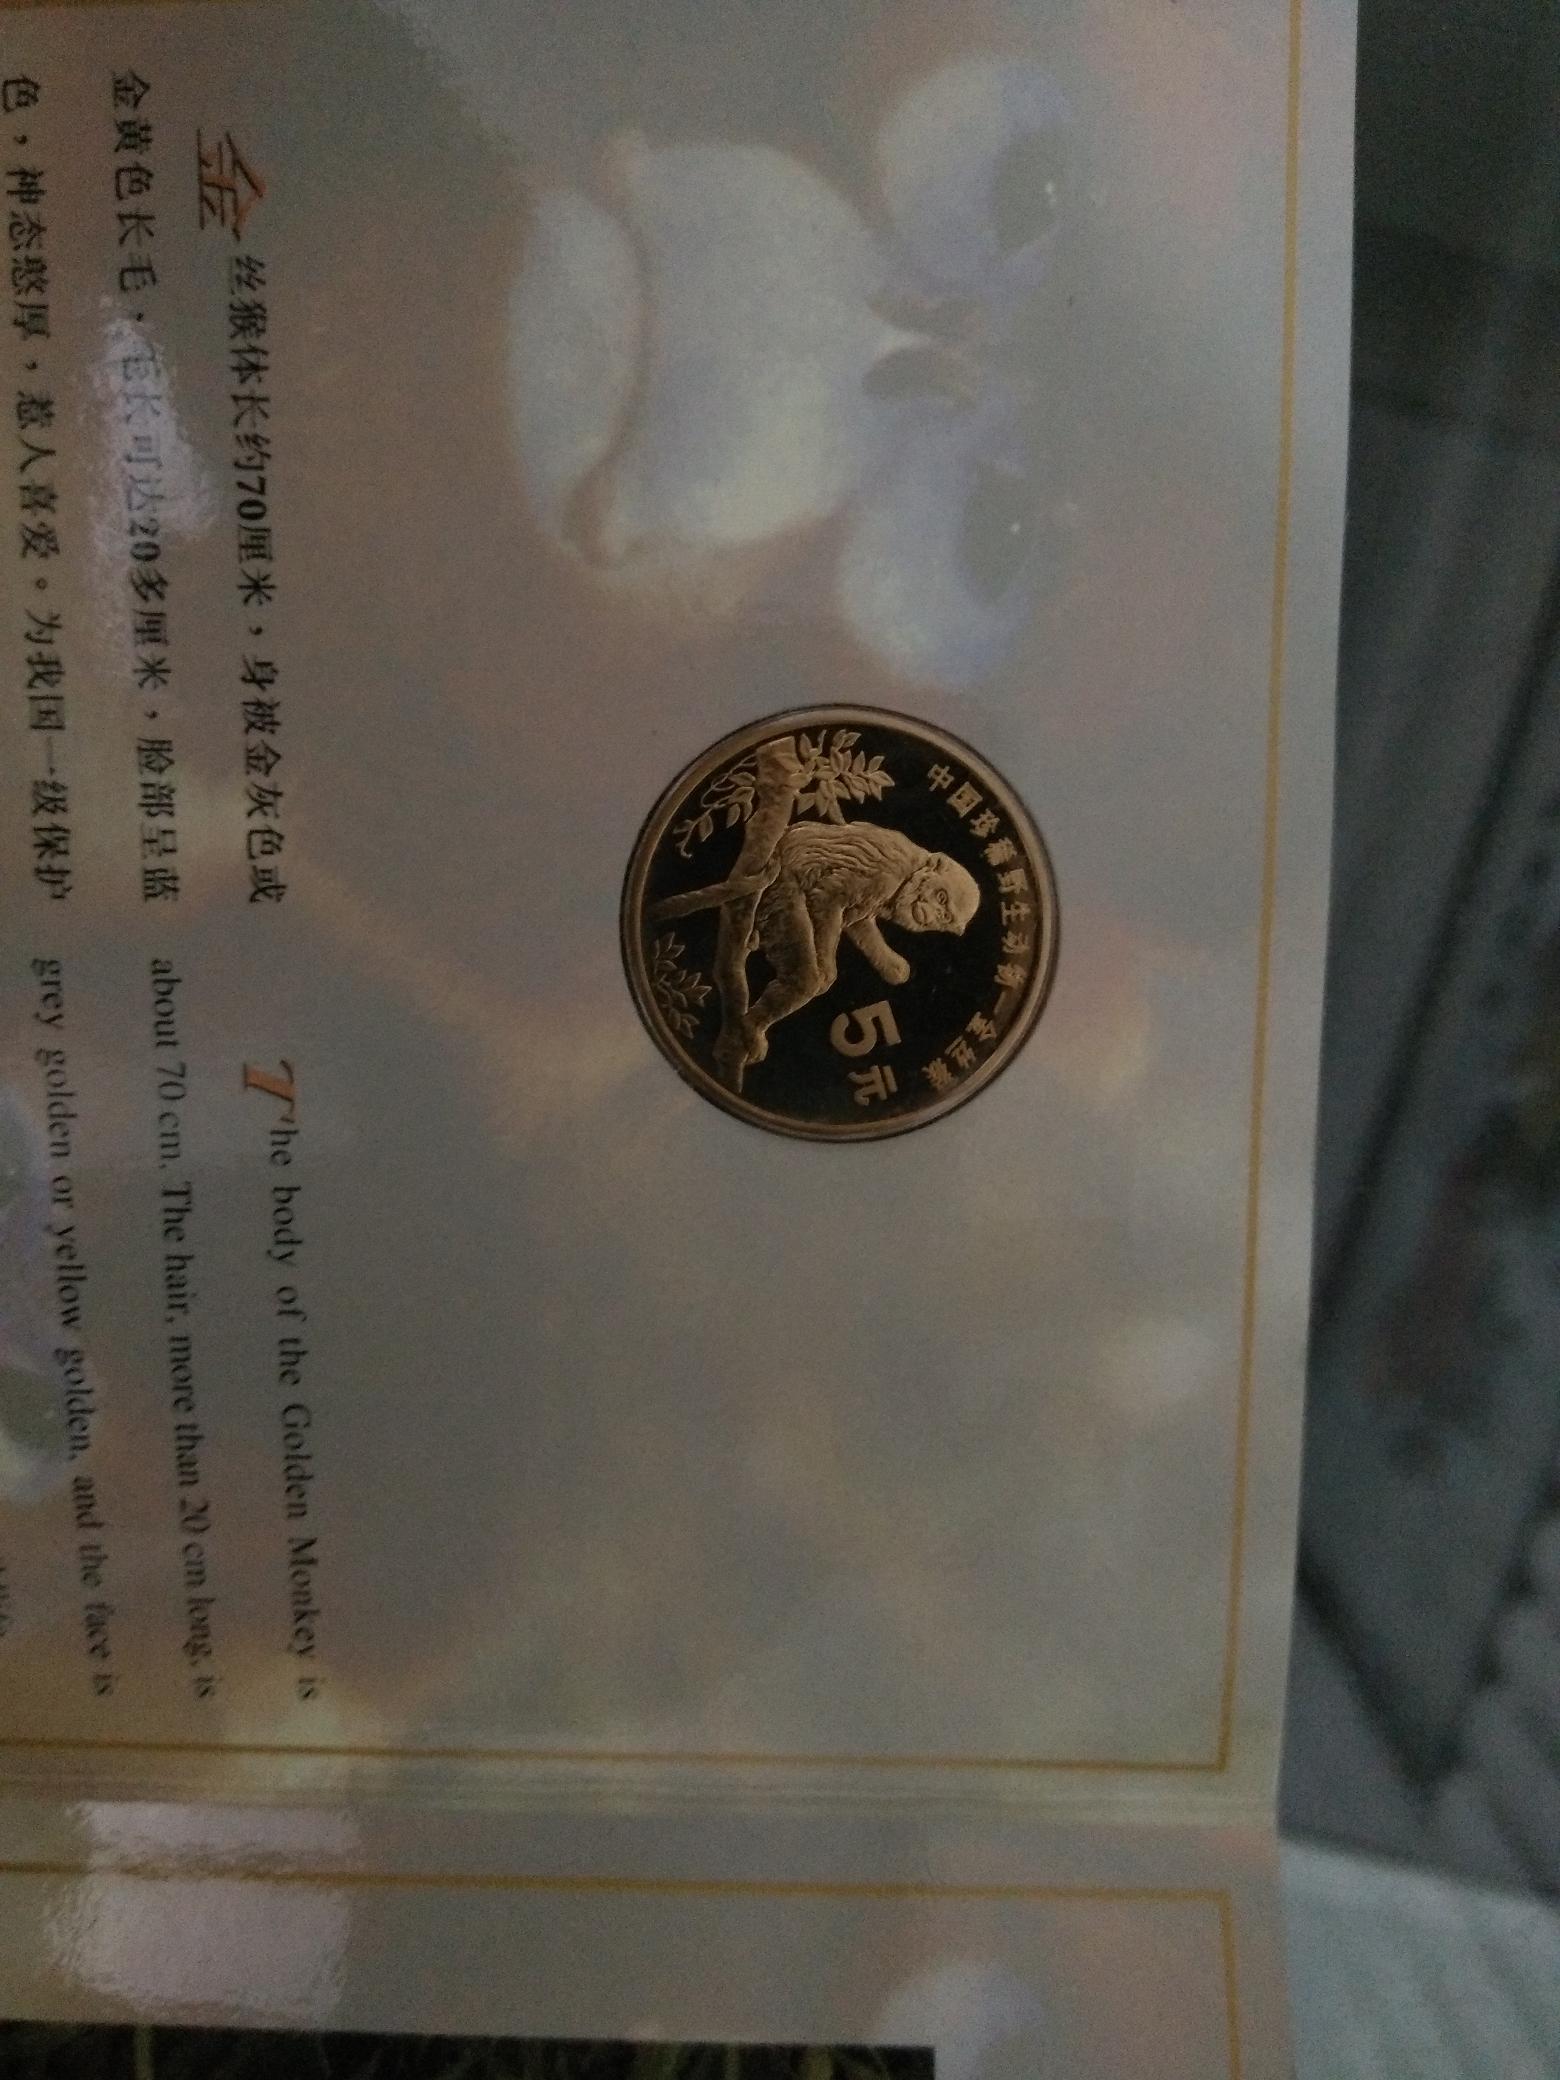 中国珍稀野生动物—金丝猴
5元
金丝猴体长约70厘米，身被金灰色或
金黄色长毛，毛长可达20多厘米，脸部呈蓝
色，神态憨厚，惹人喜爱。为我国一级保护
The body of the Golden Monkey is
about 70 cm. The hair, more than 20 cm long, is
grey golden or yellow golden, and the face is